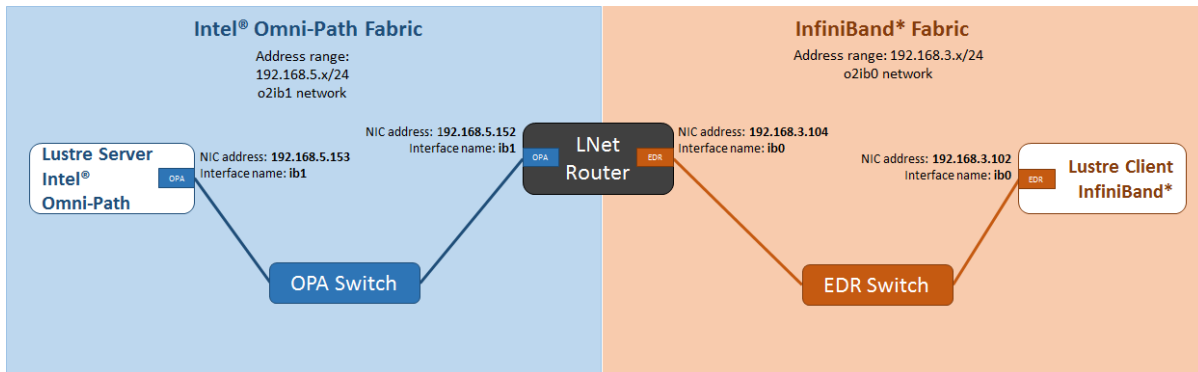 Intel® Omni-Path Fabric
Address range:
192.168.5.x/24
o2ib1 network
InfiniBand* Fabric
Address range: 192.168.3.x/24
o2ib0 network
Lustre Server
Intel®
Omni-Path
OPA
NIC address: 192.168.5.153
Interface name: ib1
NIC address: 192.168.5.152
Interface name: ib1
OPA
LNet
Router
EDR
NIC address: 192.168.3.104
Interface name: ib0
NIC address: 192.168.3.102
Interface name: ib0
EDR
Lustre Client
InfiniBand*
OPA Switch
EDR Switch